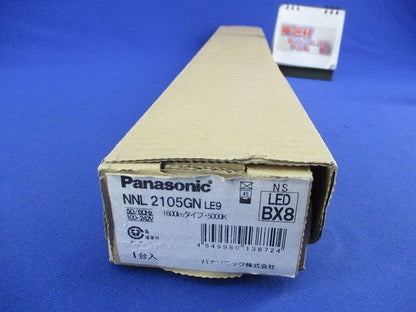 Panasonic
NNL 2105GN LE9
50/60Hz
100-242V
1600lmタイプ・5000K
NS
LED
BX8
4 549980 138724
1台入
パナソニック株式会社